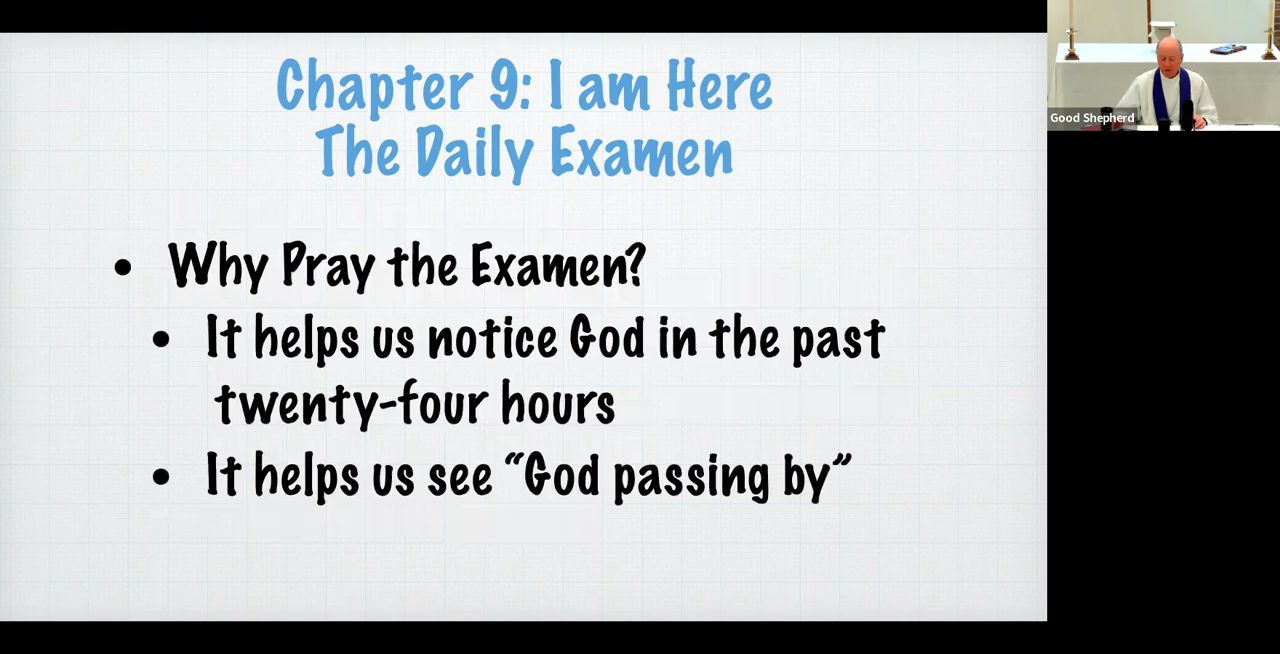 Chapter 9: I am Here
The Daily Examen
• Why Pray the Examen?
• It helps us notice God in the past
twenty-four hours
• It helps us see “God passing by”
Good Shepherd